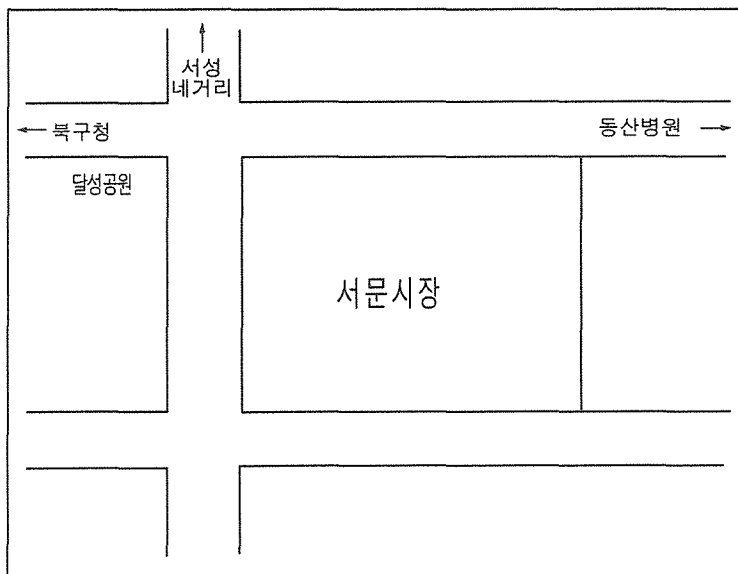 서성
네거리
북구청
동산병원
달성공원
서문시장